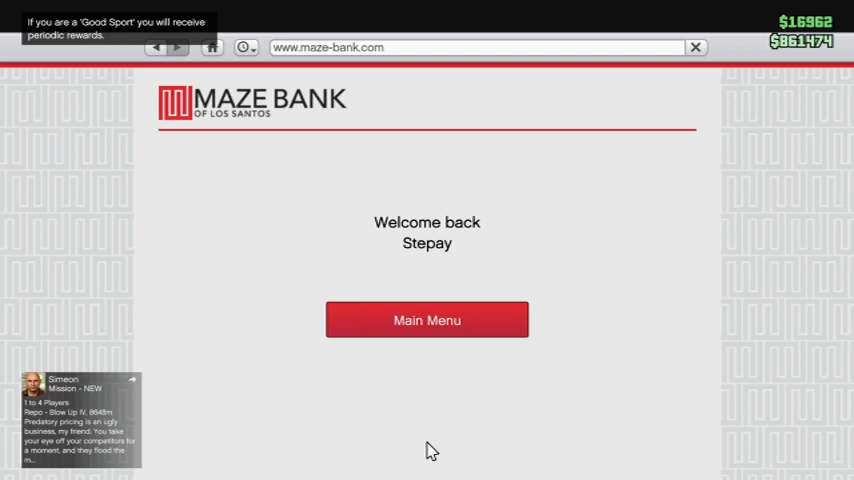 If you are a 'Good Sport' you will receive
periodic rewards.
$16962
$861474
www.maze-bank.com
MAZE BANK
OF LOS SANTOS
Welcome back
Stepay
Main Menu
Simeon
Mission - NEW
1 to 4 Players
Repo - Blow Up IV, 6648m
Predatory pricing is an ugly
business, my friend. You take
your eye off your competitors for
a moment, and they flood the
m...